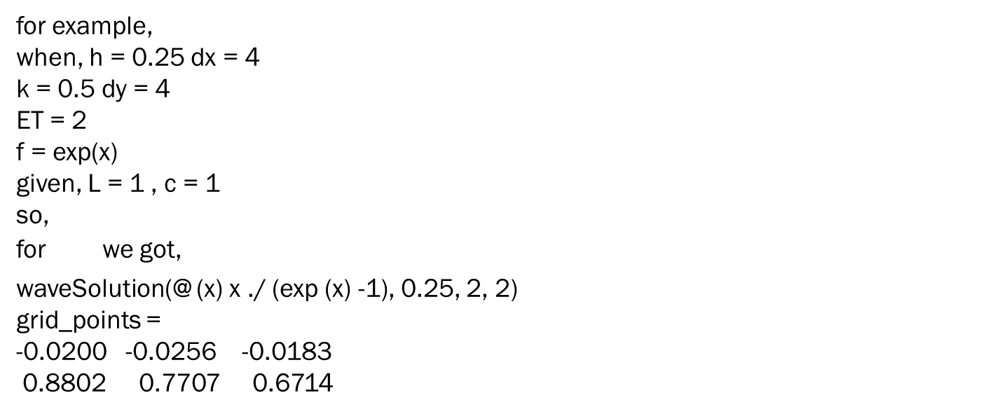 for example,
when, h = 0.25 dx = 4
k = 0.5 dy = 4
ET = 2
f = exp(x)
given, L = 1 , c = 1
so,
for we got,
waveSolution(@ (x) x ./ (exp (x) -1), 0.25, 2, 2)
grid_points =
-0.0200 -0.0256 -0.0183
0.8802 0.7707 0.6714